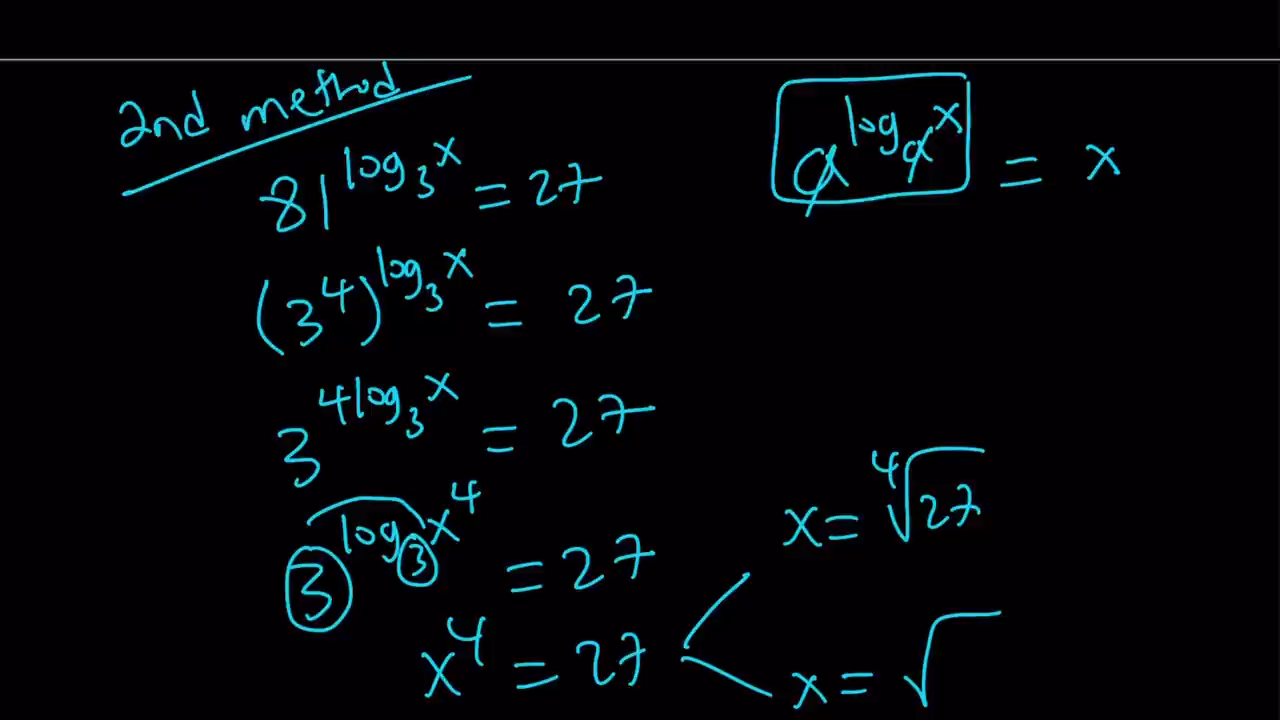 2nd method
81^{log_3 x} = 27
a^{log_a x} = x
(3^4)^{log_3 x} = 27
3^{4 log_3 x} = 27
3^{log_3 x^4} = 27
x = ∜27
x^4 = 27
x = √